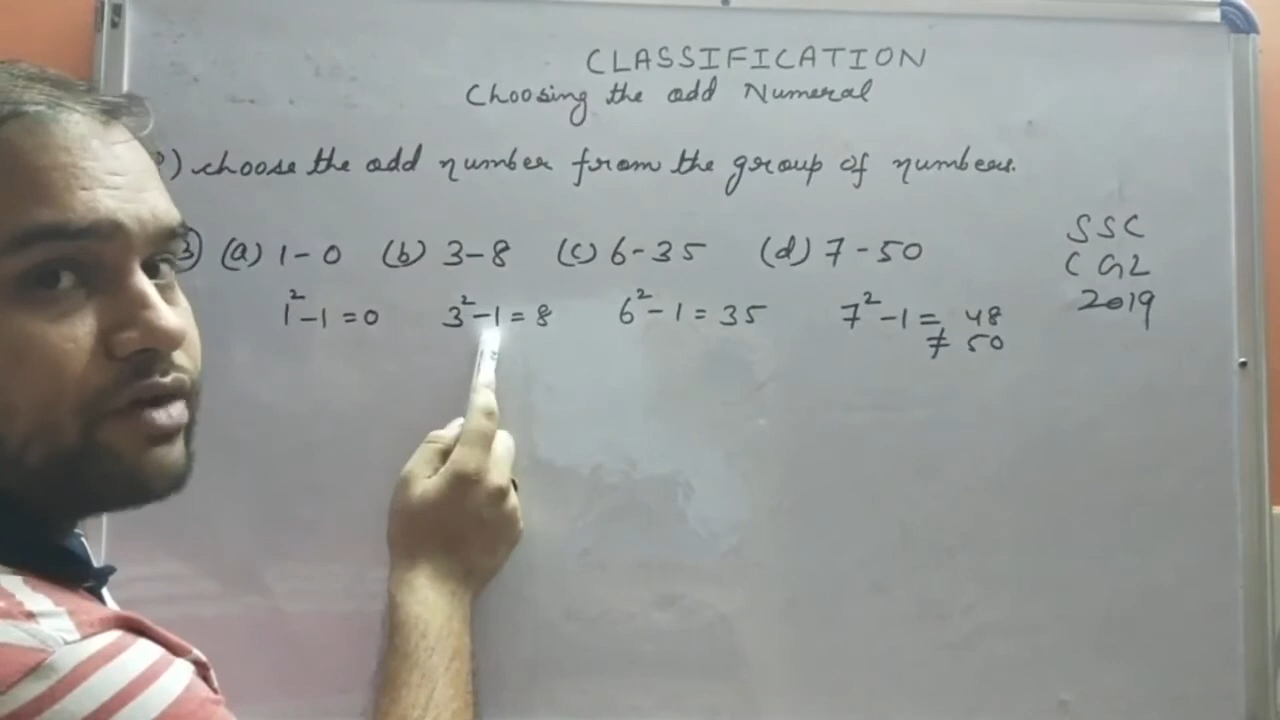 CLASSIFICATION
Choosing the odd Numeral
) choose the odd number from the group of numbers.
3) (a) 1-0 (b) 3-8 (c) 6-35 (d) 7-50
1²-1=0 3²-1=8 6²-1=35 7²-1= 48
≠ 50
SSC
CGL
2019